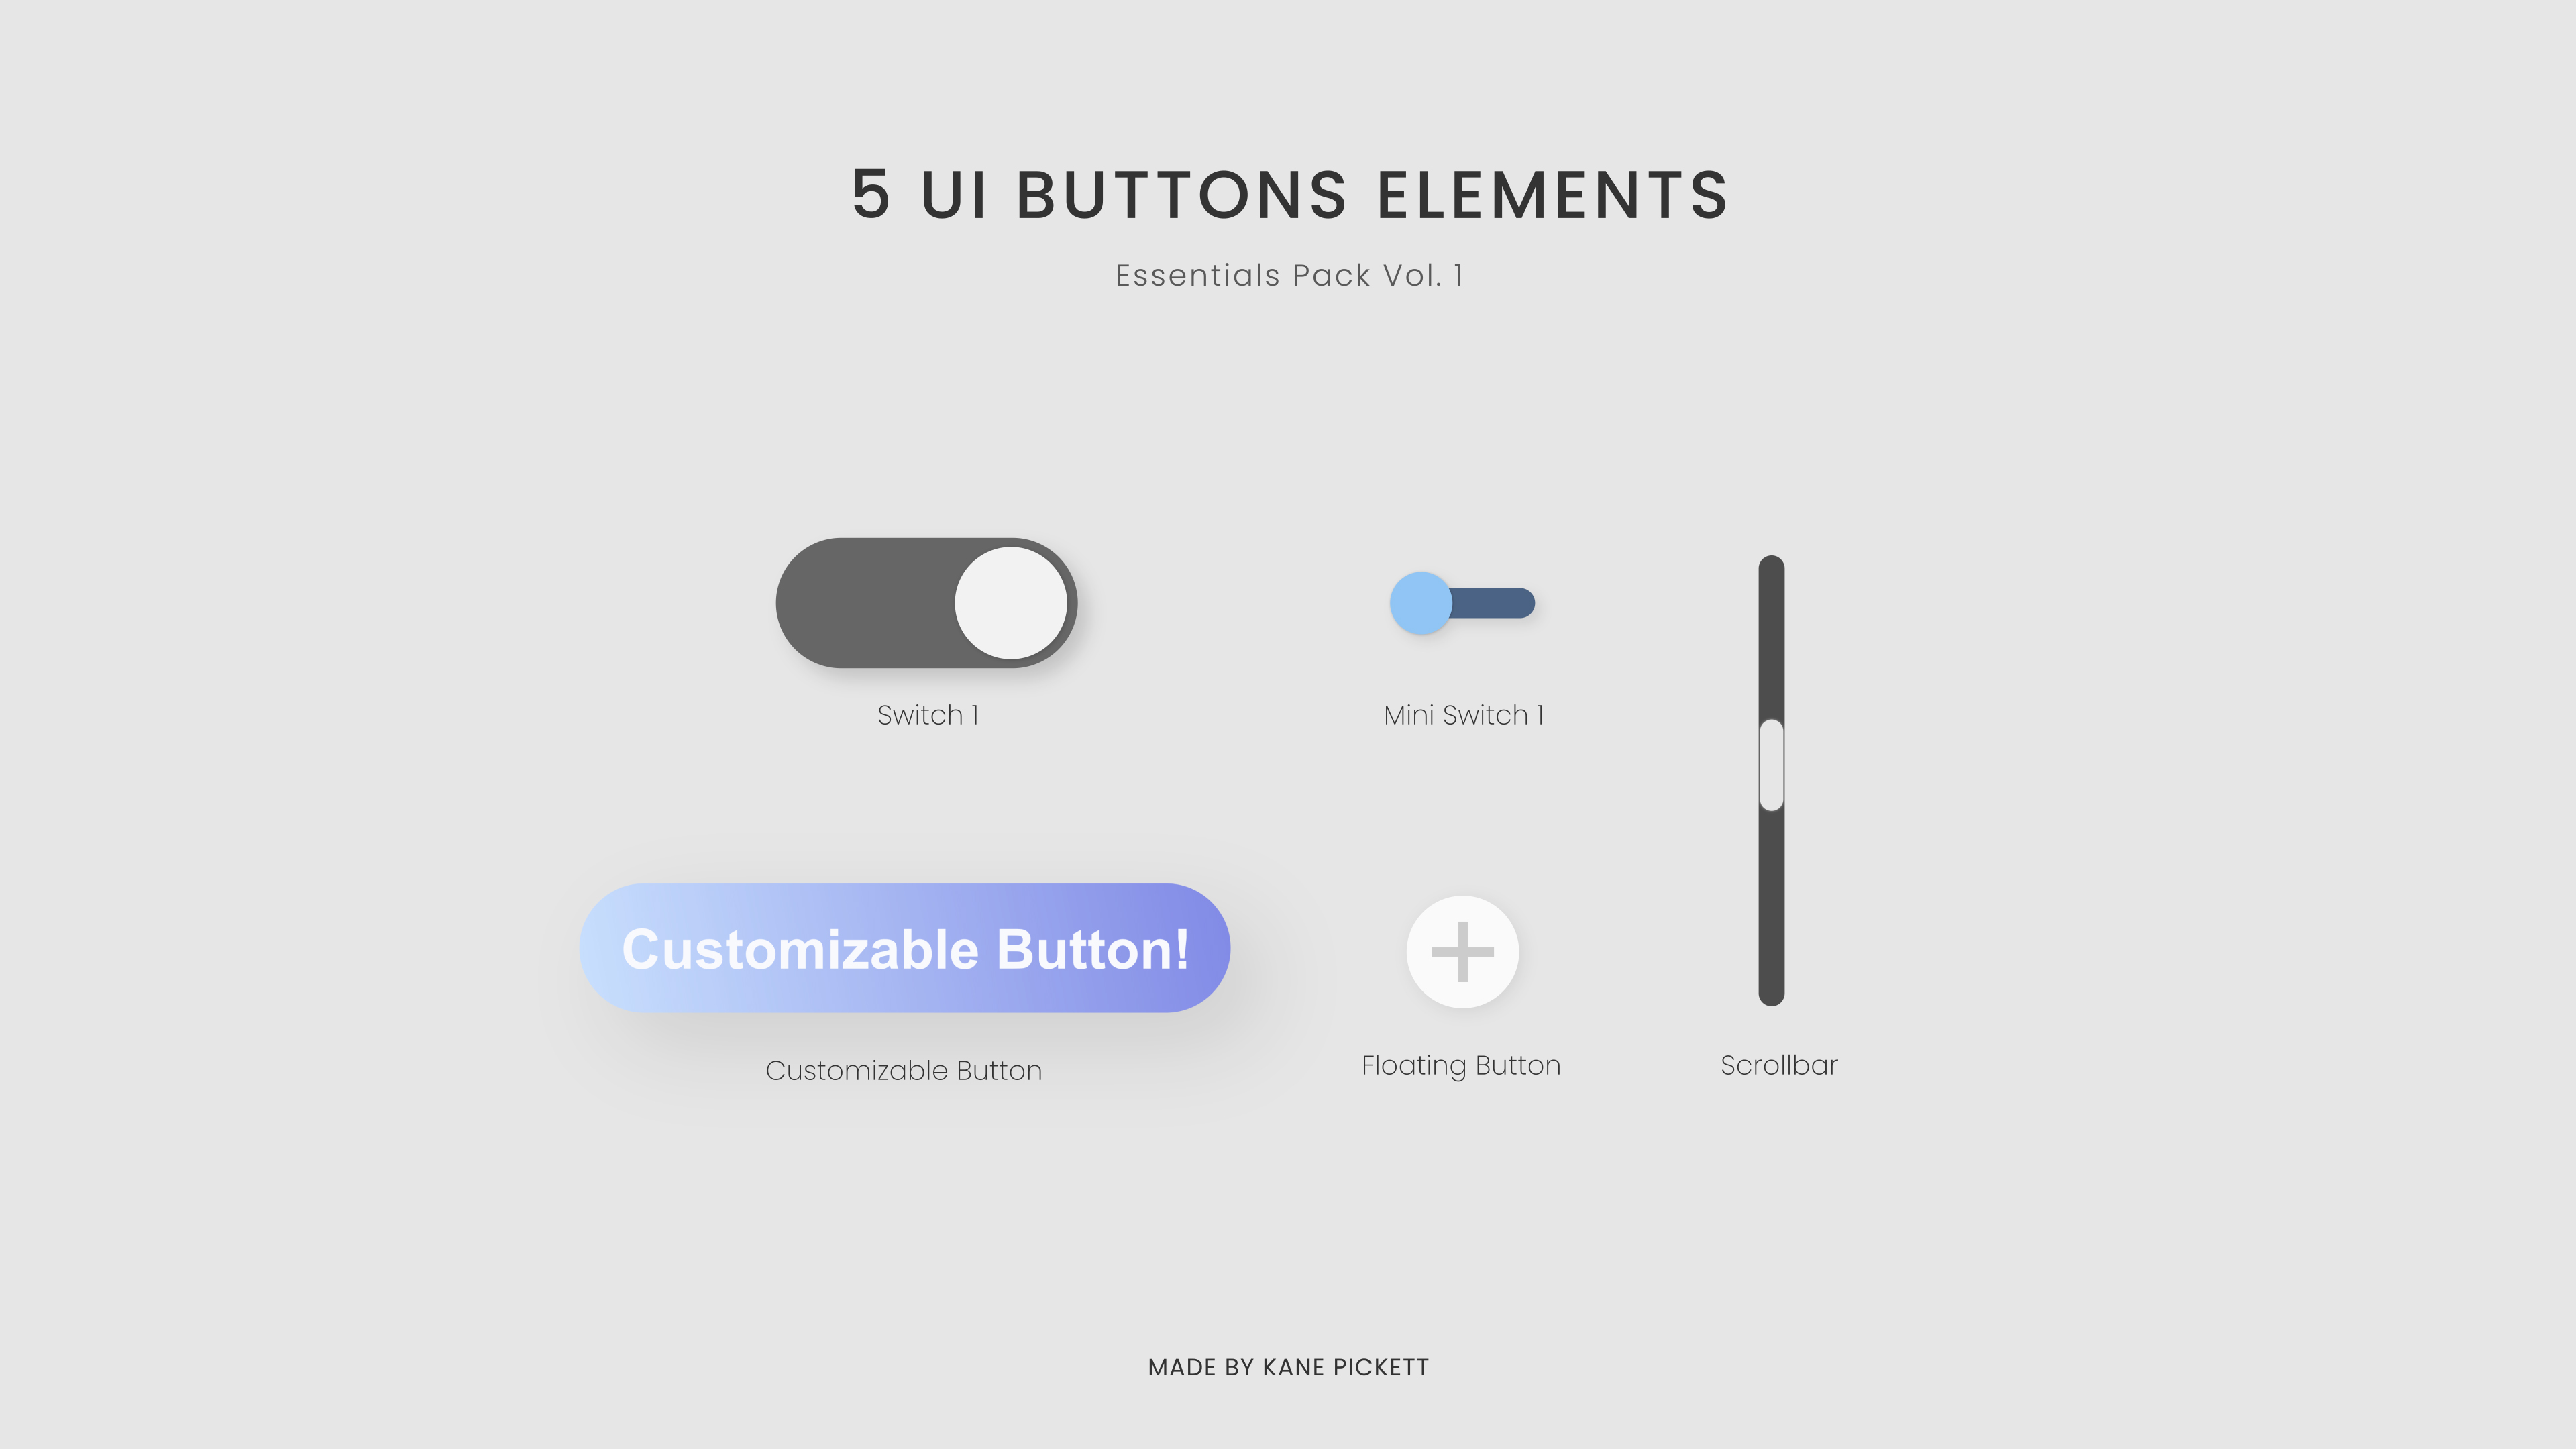 5 UI BUTTONS ELEMENTS
Essentials Pack Vol. 1
Switch 1
Mini Switch 1
Customizable Button!
Customizable Button
Floating Button
Scrollbar
MADE BY KANE PICKETT